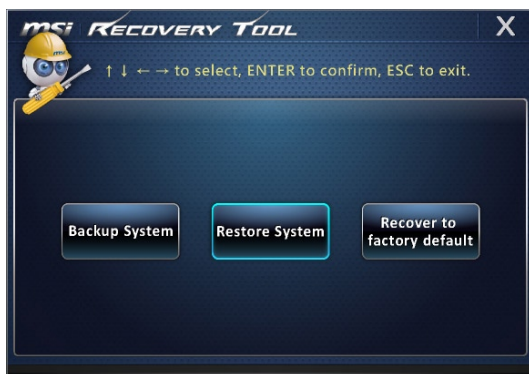 msi RECOVERY TOOL X
↑ ↓ ← → to select, ENTER to confirm, ESC to exit.
Backup System
Restore System
Recover to
factory default